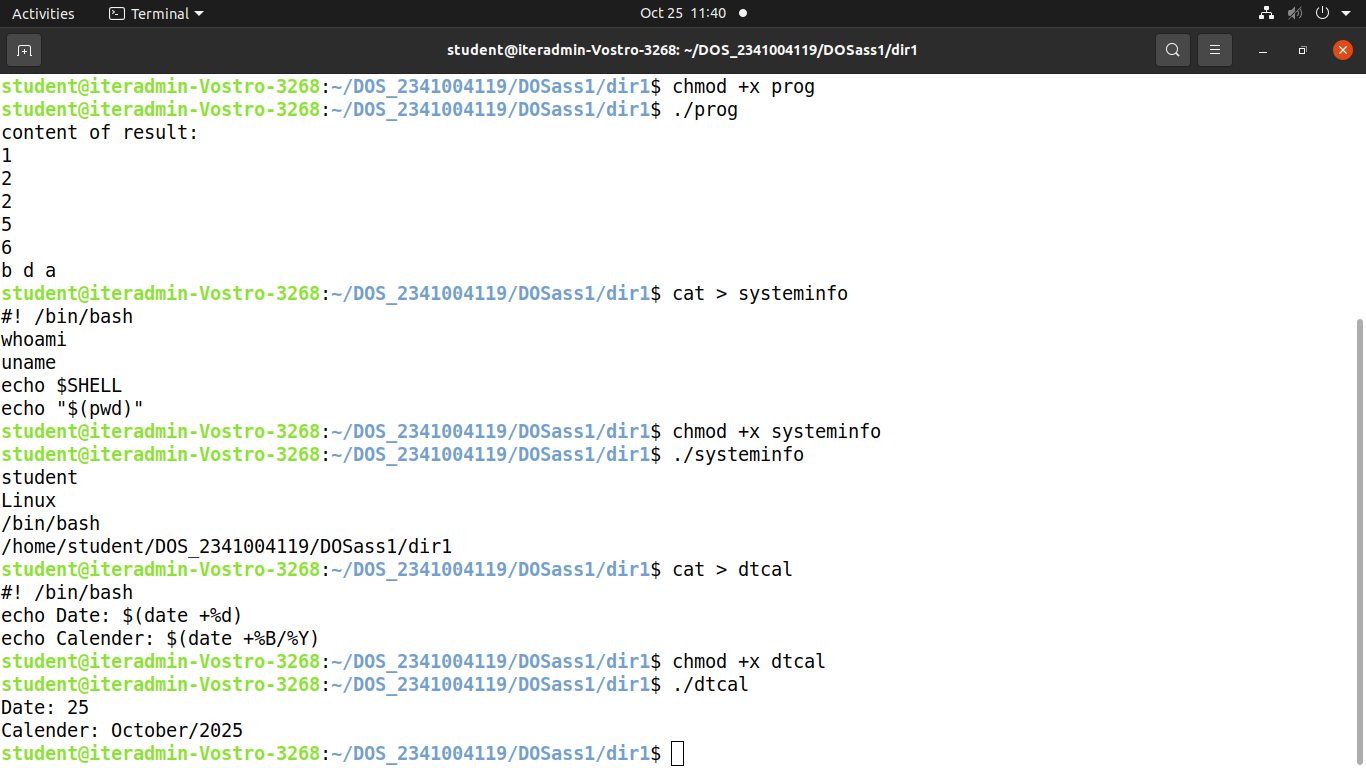 Activities Terminal Oct 25 11:40
student@iteradmin-Vostro-3268: ~/DOS_2341004119/DOSass1/dir1
student@iteradmin-Vostro-3268:~/DOS_2341004119/DOSass1/dir1$ chmod +x prog
student@iteradmin-Vostro-3268:~/DOS_2341004119/DOSass1/dir1$ ./prog
content of result:
1
2
2
5
6
b d a
student@iteradmin-Vostro-3268:~/DOS_2341004119/DOSass1/dir1$ cat > systeminfo
#! /bin/bash
whoami
uname
echo $SHELL
echo "$(pwd)"
student@iteradmin-Vostro-3268:~/DOS_2341004119/DOSass1/dir1$ chmod +x systeminfo
student@iteradmin-Vostro-3268:~/DOS_2341004119/DOSass1/dir1$ ./systeminfo
student
Linux
/bin/bash
/home/student/DOS_2341004119/DOSass1/dir1
student@iteradmin-Vostro-3268:~/DOS_2341004119/DOSass1/dir1$ cat > dtcal
#! /bin/bash
echo Date: $(date +%d)
echo Calender: $(date +%B/%Y)
student@iteradmin-Vostro-3268:~/DOS_2341004119/DOSass1/dir1$ chmod +x dtcal
student@iteradmin-Vostro-3268:~/DOS_2341004119/DOSass1/dir1$ ./dtcal
Date: 25
Calender: October/2025
student@iteradmin-Vostro-3268:~/DOS_2341004119/DOSass1/dir1$